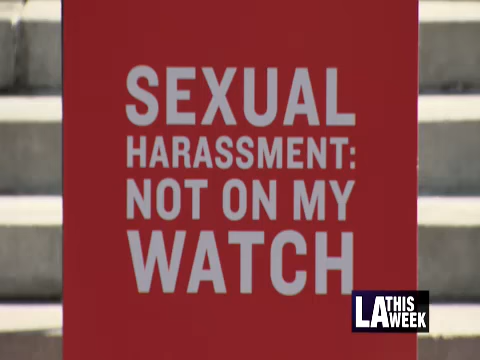 SEXUAL
HARASSMENT:
NOT ON MY
WATCH
LA THIS
WEEK